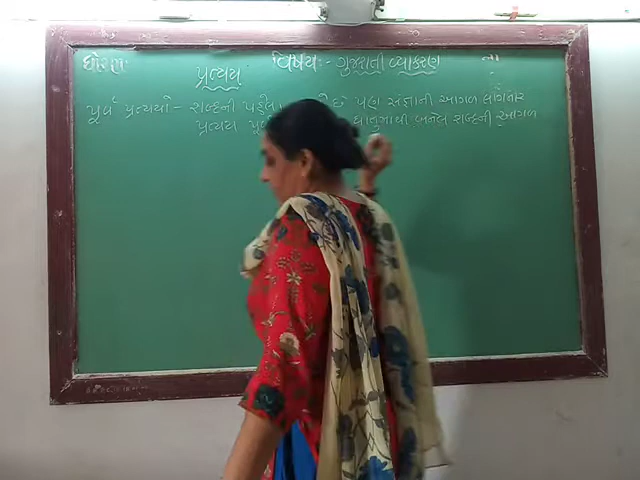 ધોરણ વિષય:- ગુજરાતી વ્યાકરણ તા
પ્રત્યય
પૂર્વ પ્રત્યયો - શબ્દની પહેલા પણ સંજ્ઞાની આગળ લાગનાર
પ્રત્યય ધાતુમાથી બનેલ શબ્દની આગળ